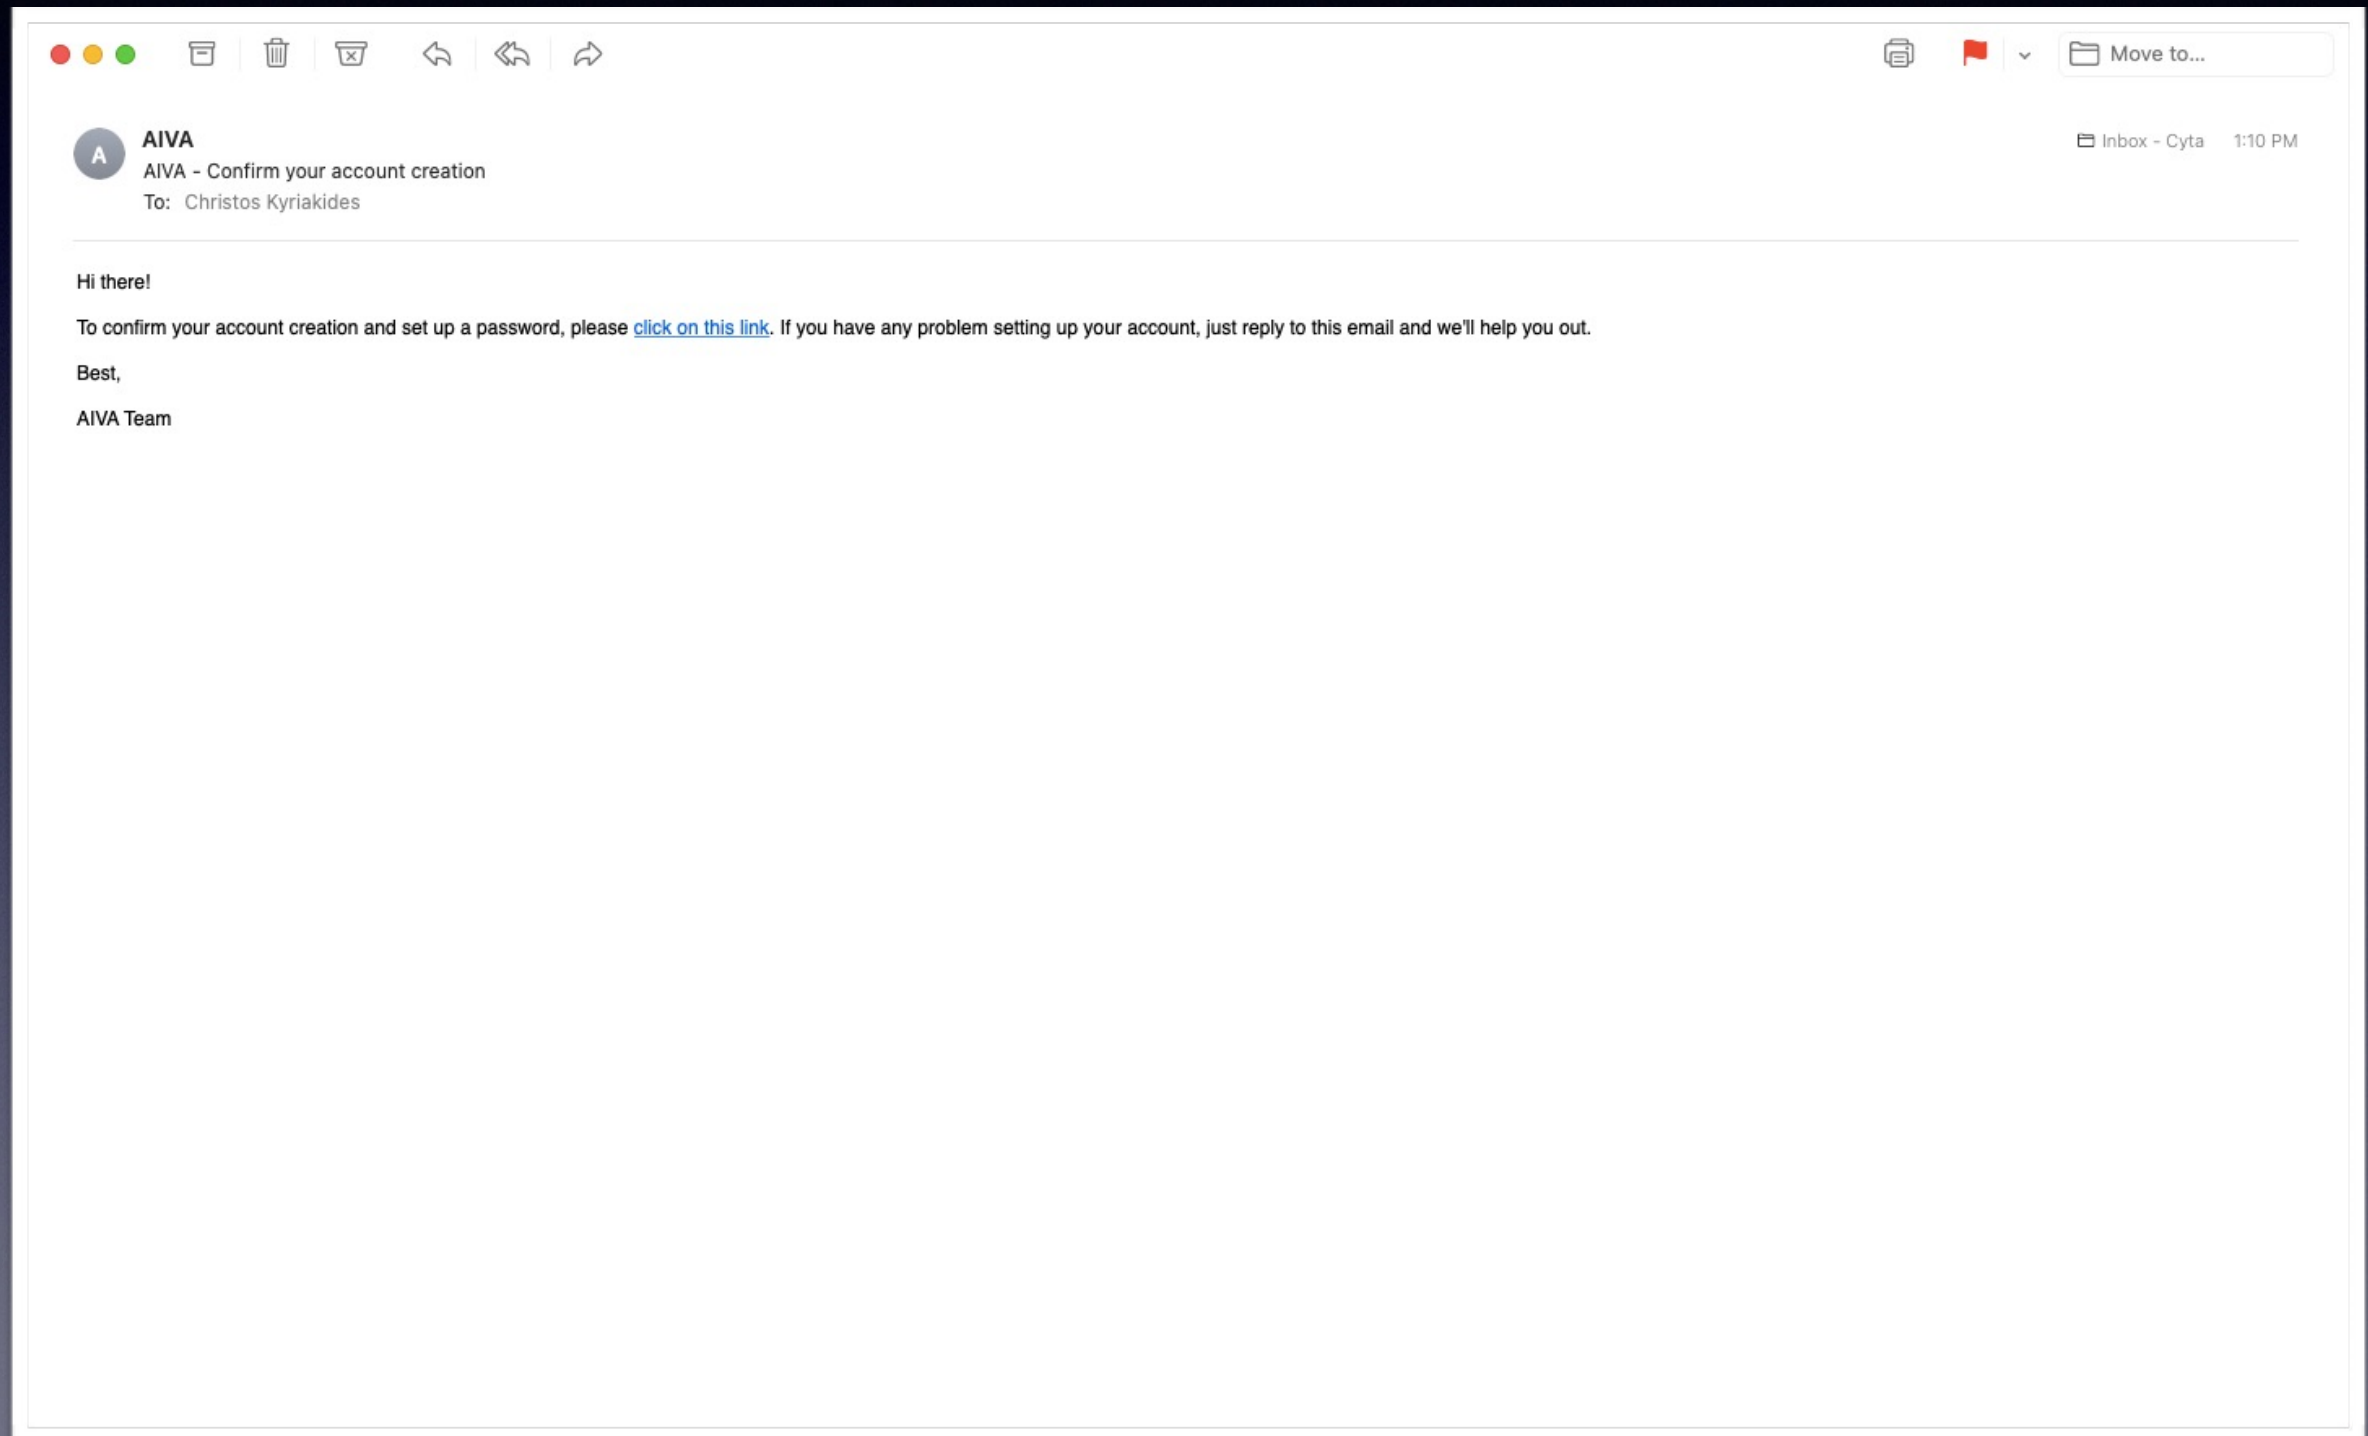 Move to...
A
AIVA
Inbox - Cyta 1:10 PM
AIVA - Confirm your account creation
To: Christos Kyriakides
Hi there!
To confirm your account creation and set up a password, please click on this link. If you have any problem setting up your account, just reply to this email and we'll help you out.
Best,
AIVA Team